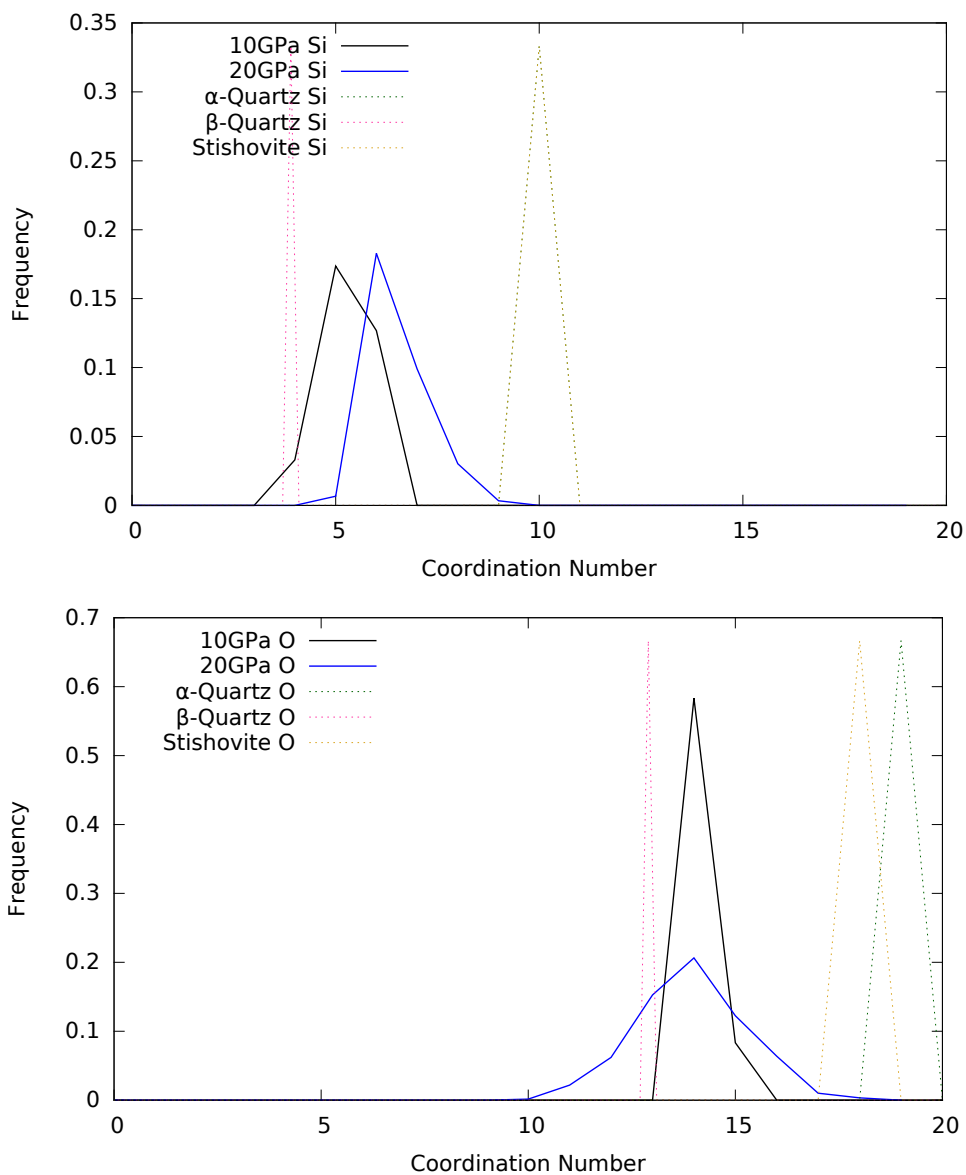 0.35
0.3
0.25
0.2
0.15
0.1
0.05
0
Frequency
10GPa Si
20GPa Si
α-Quartz Si
β-Quartz Si
Stishovite Si
0 5 10 15 20
Coordination Number
0.7
0.6
0.5
0.4
0.3
0.2
0.1
0
Frequency
10GPa O
20GPa O
α-Quartz O
β-Quartz O
Stishovite O
0 5 10 15 20
Coordination Number